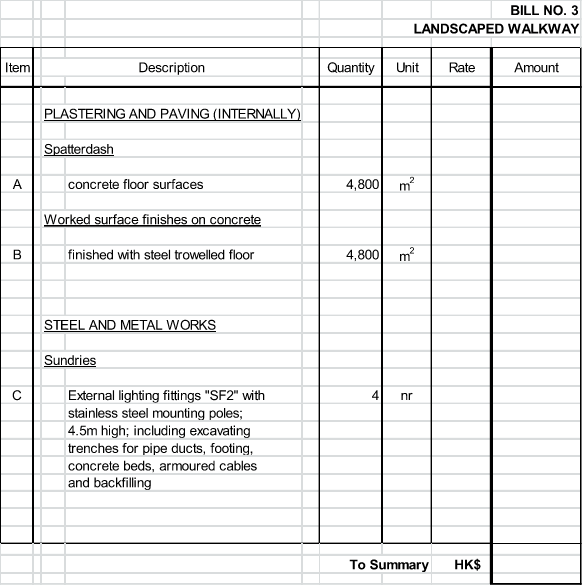 BILL NO. 3
LANDSCAPED WALKWAY
Item Description Quantity Unit Rate Amount
PLASTERING AND PAVING (INTERNALLY)
Spatterdash
A concrete floor surfaces 4,800 m²
Worked surface finishes on concrete
B finished with steel trowelled floor 4,800 m²
STEEL AND METAL WORKS
Sundries
C External lighting fittings "SF2" with 4 nr
stainless steel mounting poles;
4.5m high; including excavating
trenches for pipe ducts, footing,
concrete beds, armoured cables
and backfilling
To Summary HK$